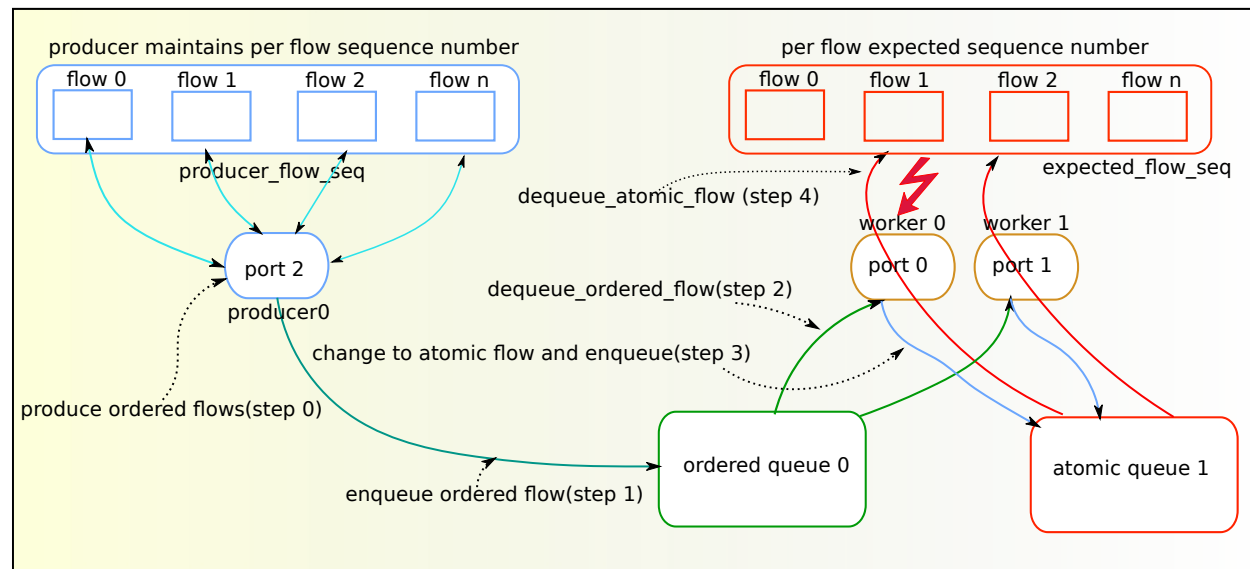 producer maintains per flow sequence number
flow 0
flow 1
flow 2
flow n
producer_flow_seq
per flow expected sequence number
flow 0
flow 1
flow 2
flow n
expected_flow_seq
dequeue_atomic_flow (step 4)
worker 0
worker 1
port 2
port 0
port 1
producer0
dequeue_ordered_flow(step 2)
change to atomic flow and enqueue(step 3)
produce ordered flows(step 0)
ordered queue 0
atomic queue 1
enqueue ordered flow(step 1)